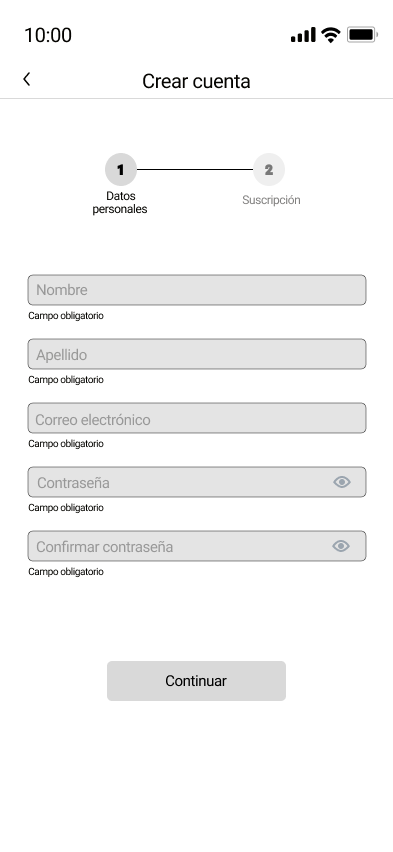 10:00
Crear cuenta
1
2
Datos
personales
Suscripción
Nombre
Campo obligatorio
Apellido
Campo obligatorio
Correo electrónico
Campo obligatorio
Contraseña
Campo obligatorio
Confirmar contraseña
Campo obligatorio
Continuar